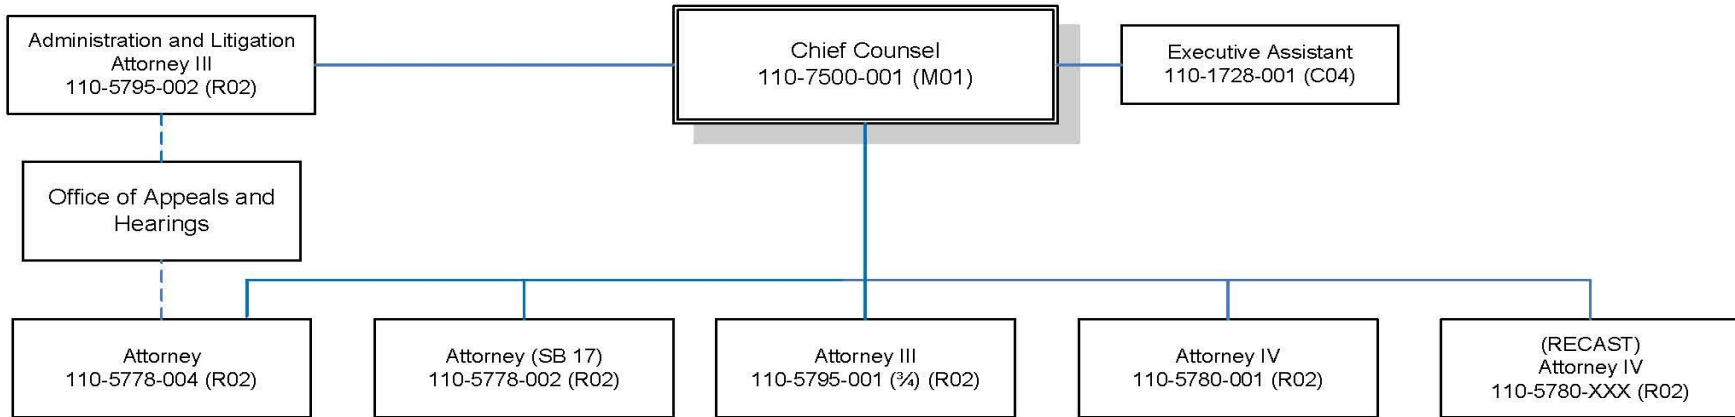 Administration and Litigation
Attorney III
110-5795-002 (R02)
Chief Counsel
110-7500-001 (M01)
Executive Assistant
110-1728-001 (C04)
Office of Appeals and
Hearings
Attorney
110-5778-004 (R02)
Attorney (SB 17)
110-5778-002 (R02)
Attorney III
110-5795-001 (¾) (R02)
Attorney IV
110-5780-001 (R02)
(RECAST)
Attorney IV
110-5780-XXX (R02)